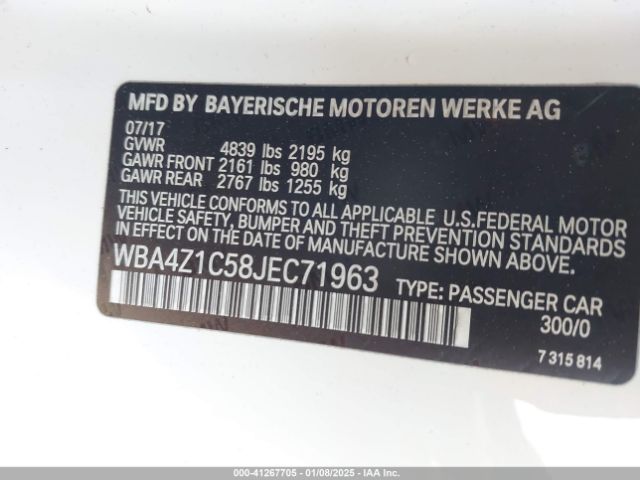 MFD BY BAYERISCHE MOTOREN WERKE AG
07/17
GVWR 4839 lbs 2195 kg
GAWR FRONT 2161 lbs 980 kg
GAWR REAR 2767 lbs 1255 kg
THIS VEHICLE CONFORMS TO ALL APPLICABLE U.S.FEDERAL MOTOR
VEHICLE SAFETY, BUMPER AND THEFT PREVENTION STANDARDS
IN EFFECT ON THE DATE OF MANUFACTURE SHOWN ABOVE.
WBA4Z1C58JEC71963 TYPE: PASSENGER CAR
300/0
7 315 814
000-41267705 - 01/08/2025 - COPYRIGHT IAA